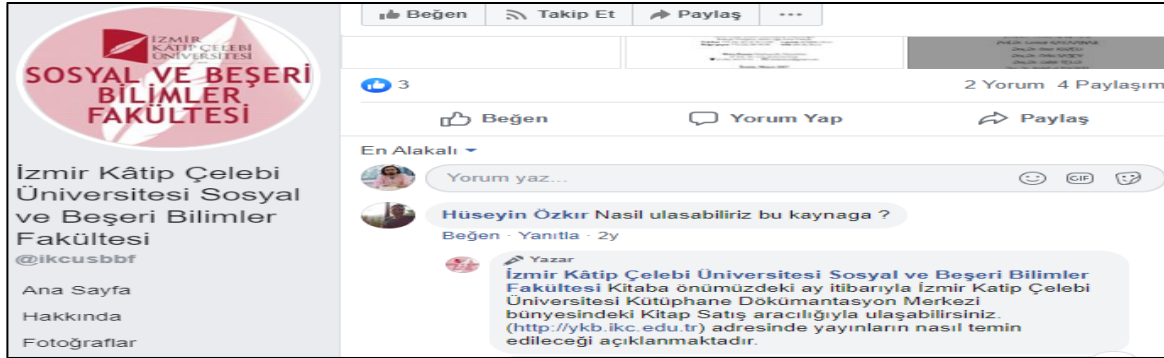 İZMİR
KÂTİP ÇELEBİ
ÜNİVERSİTESİ
SOSYAL VE BEŞERİ
BİLİMLER
FAKÜLTESİ
İzmir Kâtip Çelebi
Üniversitesi Sosyal
ve Beşeri Bilimler
Fakültesi
@ikcusbbf
Ana Sayfa
Hakkında
Fotoğraflar
Beğen Takip Et Paylaş ...
3 2 Yorum 4 Paylaşım
Beğen Yorum Yap Paylaş
En Alakalı
Yorum yaz... GIF
Hüseyin Özkır Nasil ulasabiliriz bu kaynaga ?
Beğen · Yanıtla · 2y
Yazar
İzmir Kâtip Çelebi Üniversitesi Sosyal ve Beşeri Bilimler
Fakültesi Kitaba önümüzdeki ay itibarıyla İzmir Katip Çelebi
Üniversitesi Kütüphane Dökümantasyon Merkezi
bünyesindeki Kitap Satış aracılığıyla ulaşabilirsiniz.
(http://ykb.ikc.edu.tr) adresinde yayınların nasıl temin
edileceği açıklanmaktadır.